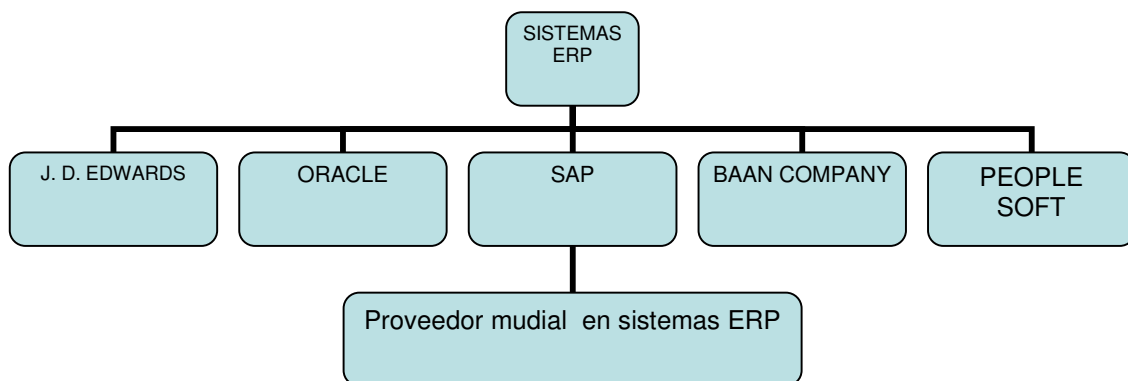 SISTEMAS
ERP
J. D. EDWARDS
ORACLE
SAP
BAAN COMPANY
PEOPLE
SOFT
Proveedor mudial en sistemas ERP